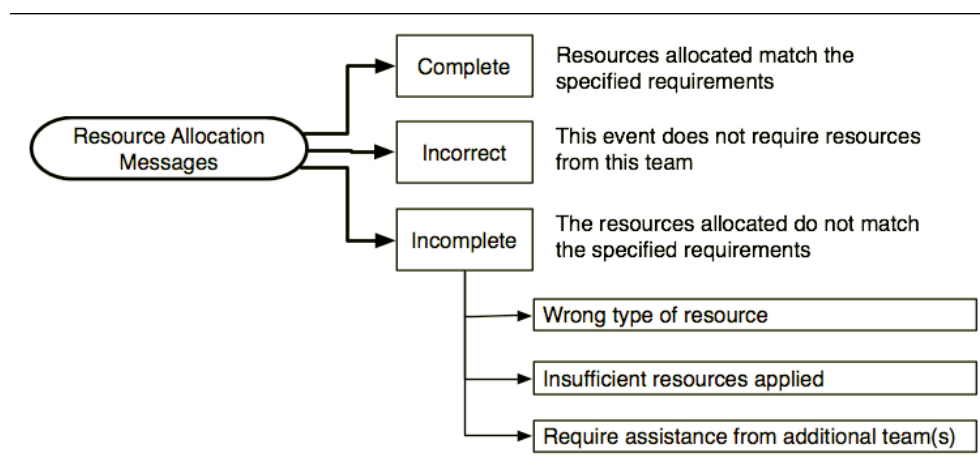 Resource Allocation
Messages
Complete
Resources allocated match the
specified requirements
Incorrect
This event does not require resources
from this team
Incomplete
The resources allocated do not match
the specified requirements
Wrong type of resource
Insufficient resources applied
Require assistance from additional team(s)